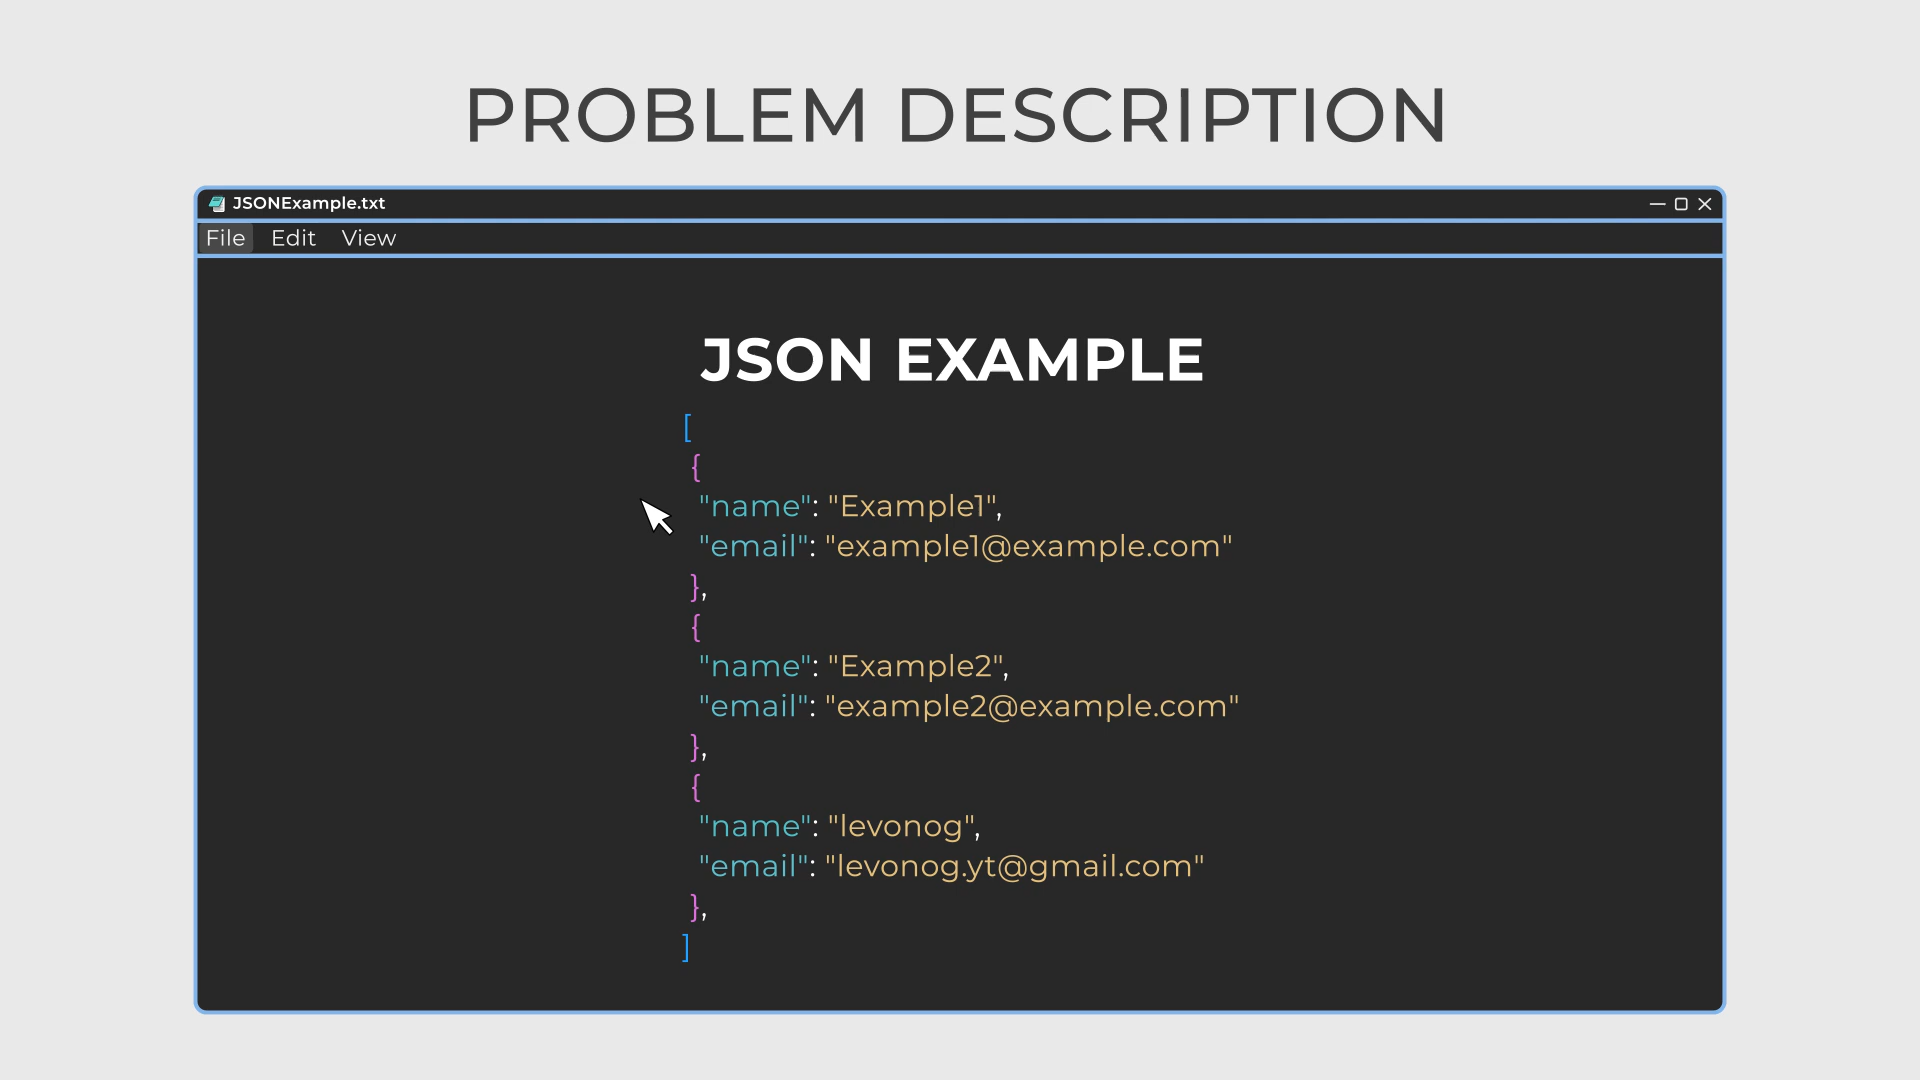 PROBLEM DESCRIPTION
JSONExample.txt
File Edit View
JSON EXAMPLE
[
{
"name": "Example1",
"email": "example1@example.com"
},
{
"name": "Example2",
"email": "example2@example.com"
},
{
"name": "levonog",
"email": "levonog.yt@gmail.com"
},
]